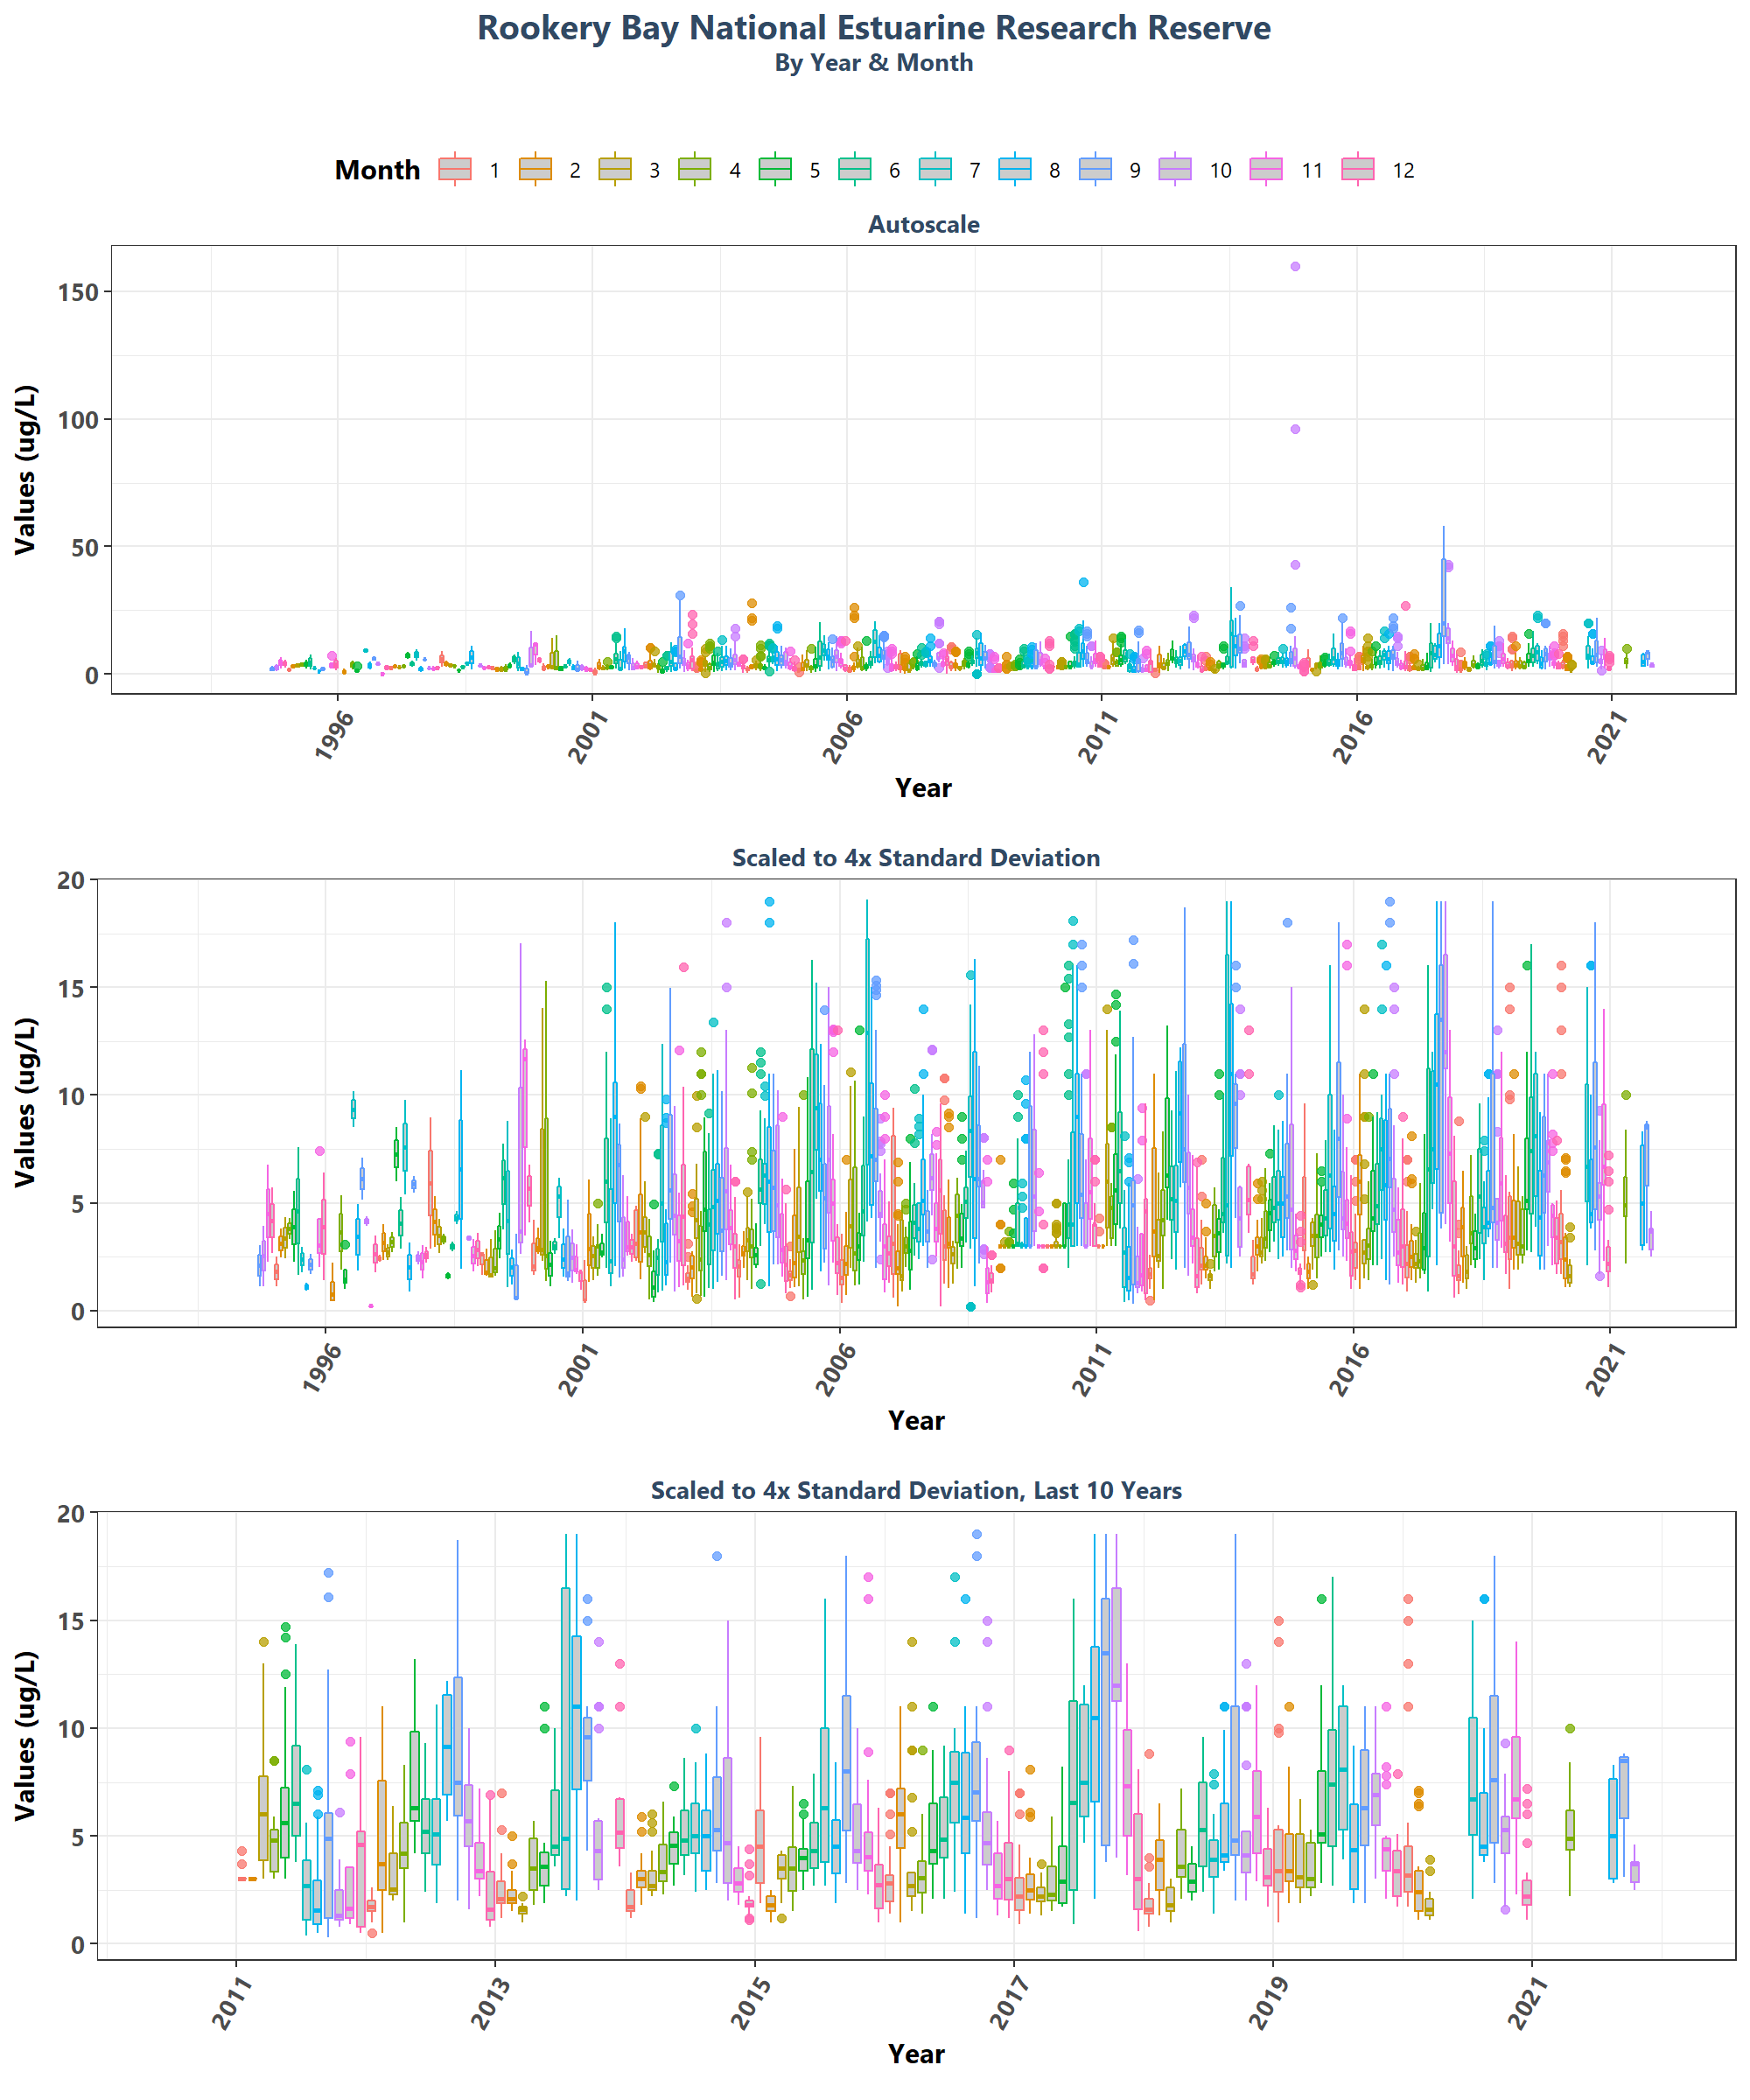 Rookery Bay National Estuarine Research Reserve
By Year & Month
Month 1 2 3 4 5 6 7 8 9 10 11 12
Autoscale
Values (ug/L)
150
100
50
0
1996 2001 2006 2011 2016 2021
Year
Scaled to 4x Standard Deviation
Values (ug/L)
20
15
10
5
0
1996 2001 2006 2011 2016 2021
Year
Scaled to 4x Standard Deviation, Last 10 Years
Values (ug/L)
20
15
10
5
0
2011 2013 2015 2017 2019 2021
Year